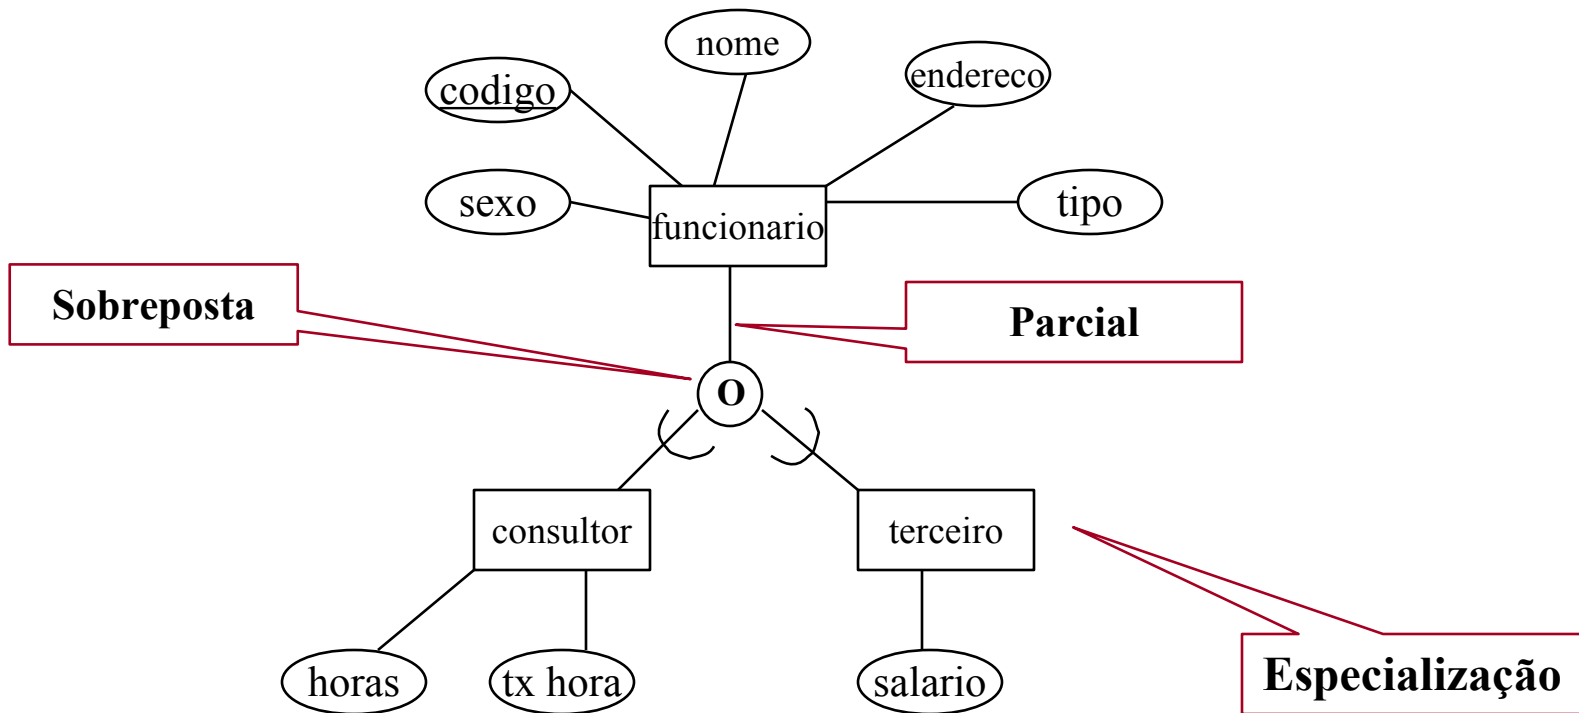 nome
endereco
codigo
sexo
tipo
funcionario
Sobreposta
Parcial
O
consultor
terceiro
horas
tx hora
salario
Especialização